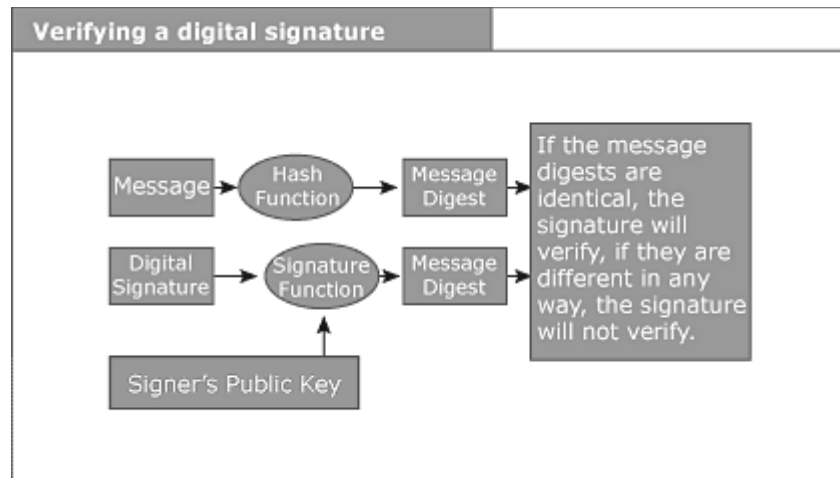 Verifying a digital signature
Message
Hash
Function
Message
Digest
Digital
Signature
Signature
Function
Message
Digest
Signer's Public Key
If the message
digests are
identical, the
signature will
verify, if they are
different in any
way, the signature
will not verify.